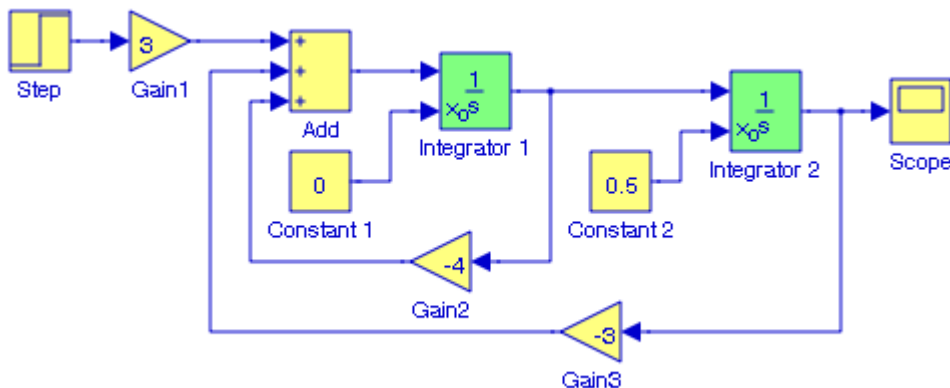 3
+
+
+
Step
Gain1
Add
1
x₀s
Integrator 1
1
x₀s
Integrator 2
Scope
0
Constant 1
0.5
Constant 2
-4
Gain2
-3
Gain3